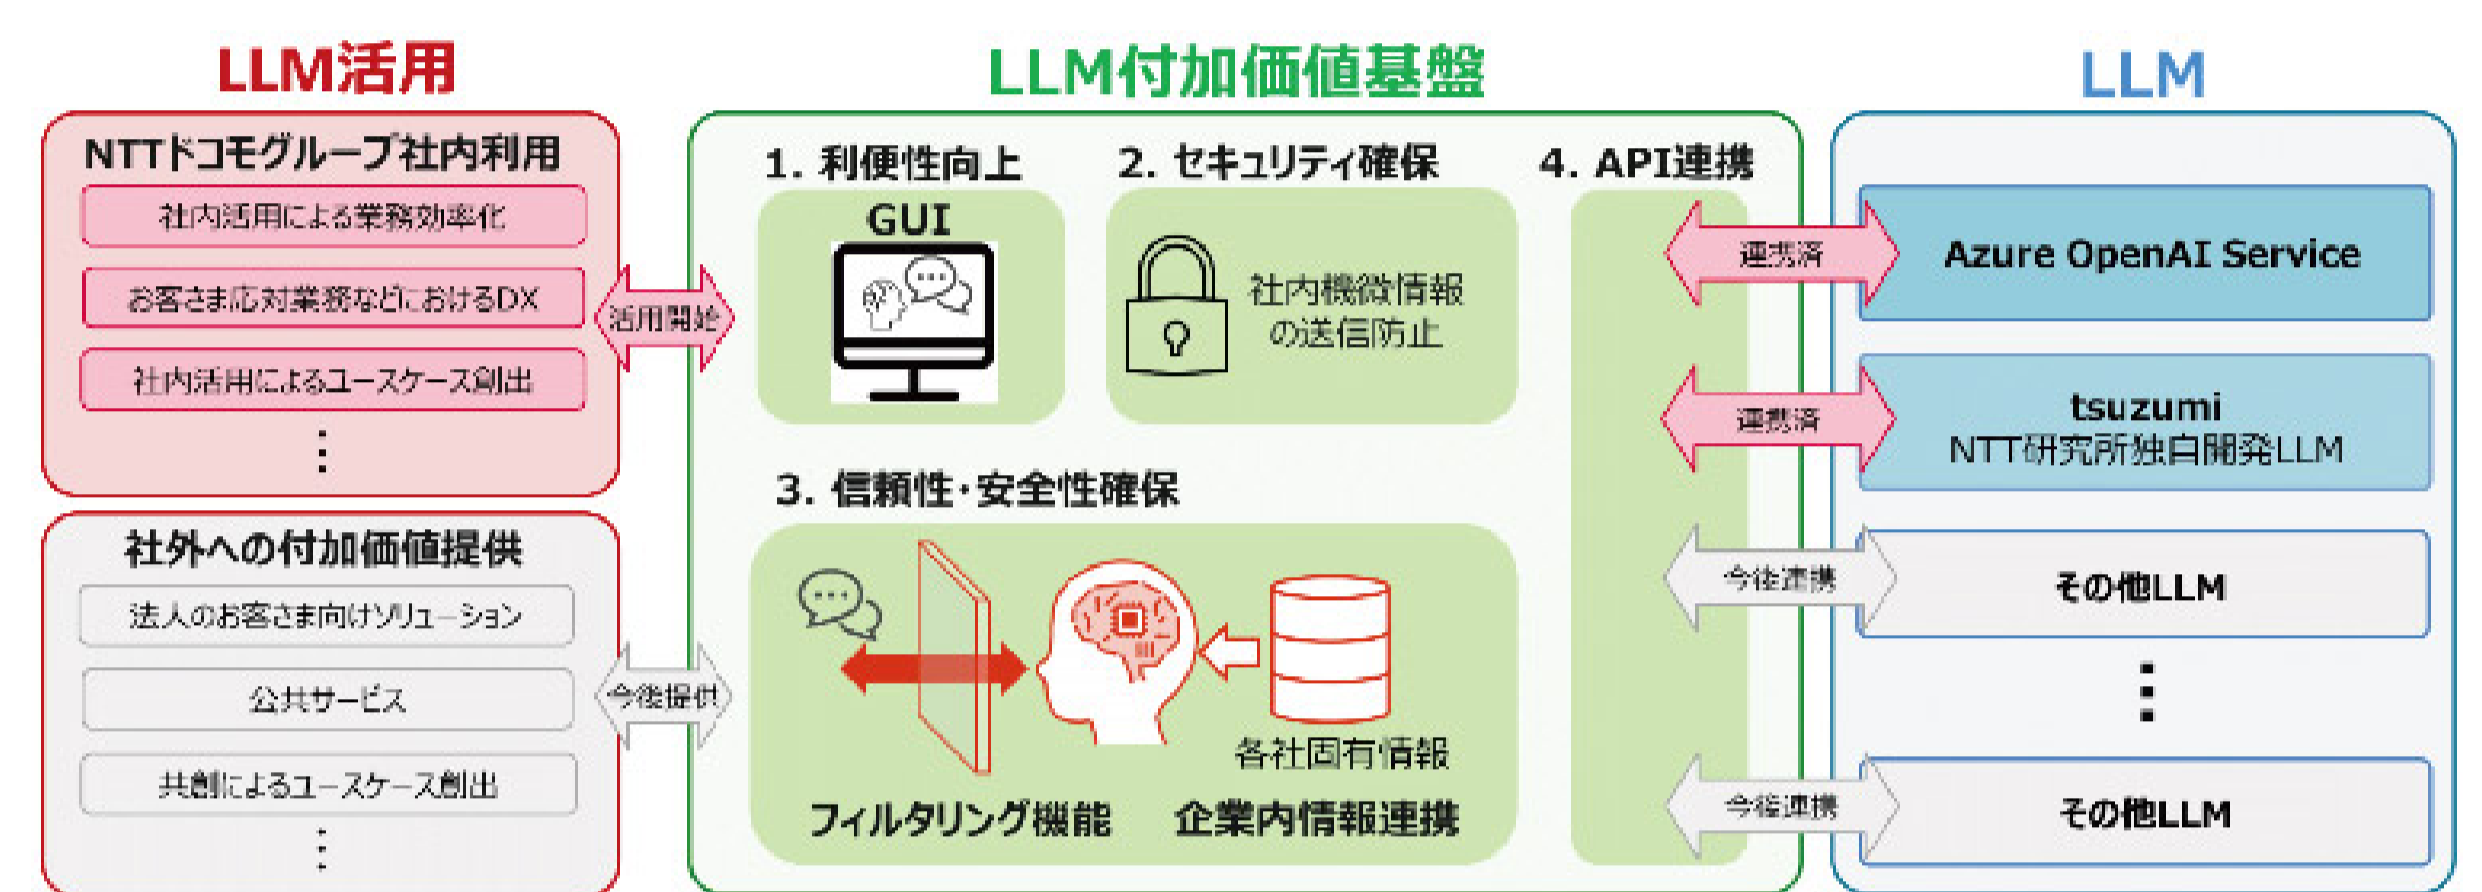 LLM活用
NTTドコモグループ社内利用
社内活用による業務効率化
お客さま応対業務などにおけるDX
社内活用によるユースケース創出
社外への付加価値提供
法人のお客さま向けソリューション
公共サービス
共創によるユースケース創出
活用開始
今後提供
LLM付加価値基盤
1. 利便性向上
GUI
2. セキュリティ確保
社内機微情報
の送信防止
3. 信頼性・安全性確保
各社固有情報
フィルタリング機能
企業内情報連携
4. API連携
連携済
連携済
今後連携
今後連携
LLM
Azure OpenAI Service
tsuzumi
NTT研究所独自開発LLM
その他LLM
その他LLM